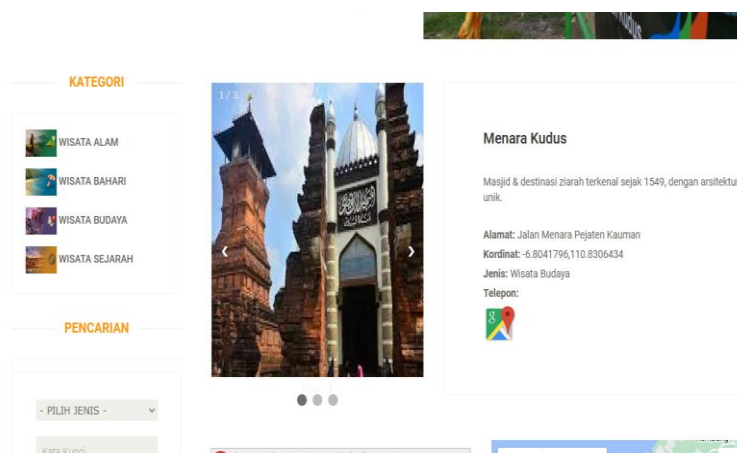 Kudus
KATEGORI
WISATA ALAM
WISATA BAHARI
WISATA BUDAYA
WISATA SEJARAH
PENCARIAN
- PILIH JENIS -
Kata Kunci
1 / 3
❮ ❯
Menara Kudus
Masjid & destinasi ziarah terkenal sejak 1549, dengan arsitektur
unik.
Alamat: Jalan Menara Pejaten Kauman
Kordinat: -6.8041796,110.8306434
Jenis: Wisata Budaya
Telepon: